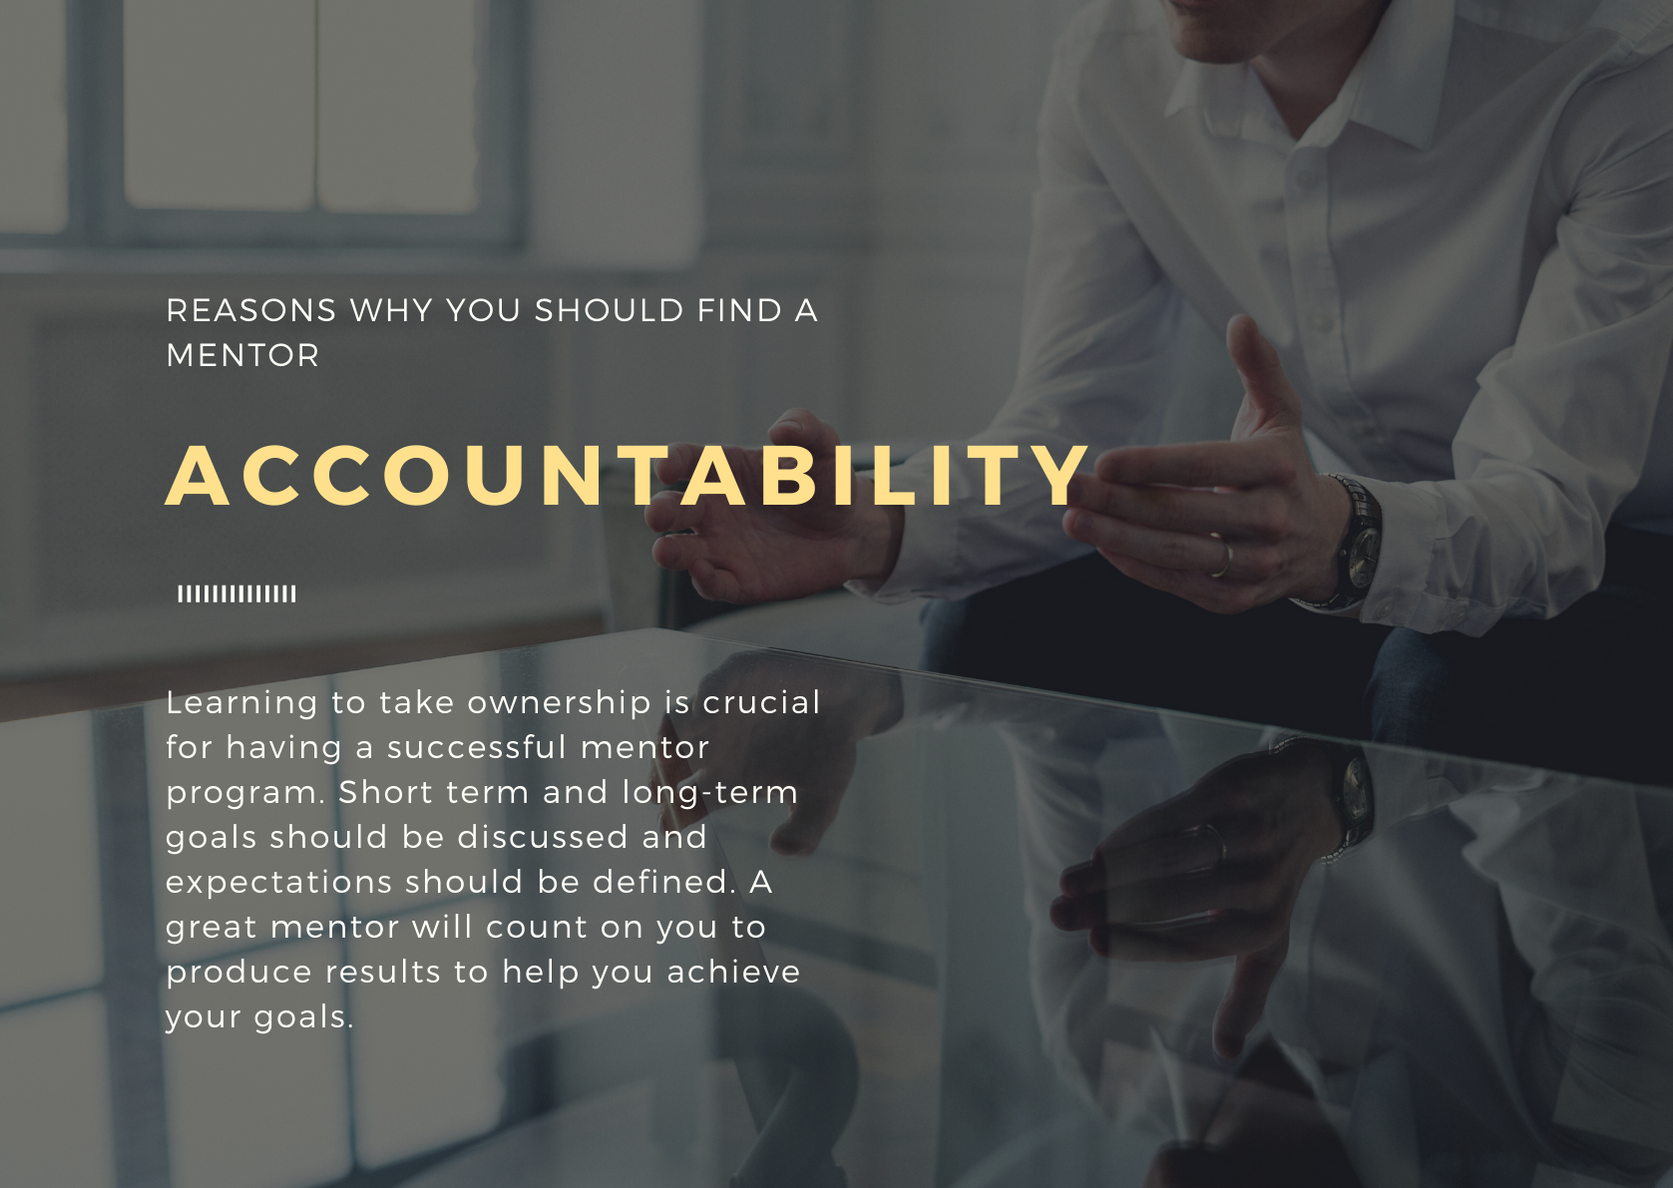 REASONS WHY YOU SHOULD FIND A
MENTOR
ACCOUNTABILITY
Learning to take ownership is crucial
for having a successful mentor
program. Short term and long-term
goals should be discussed and
expectations should be defined. A
great mentor will count on you to
produce results to help you achieve
your goals.